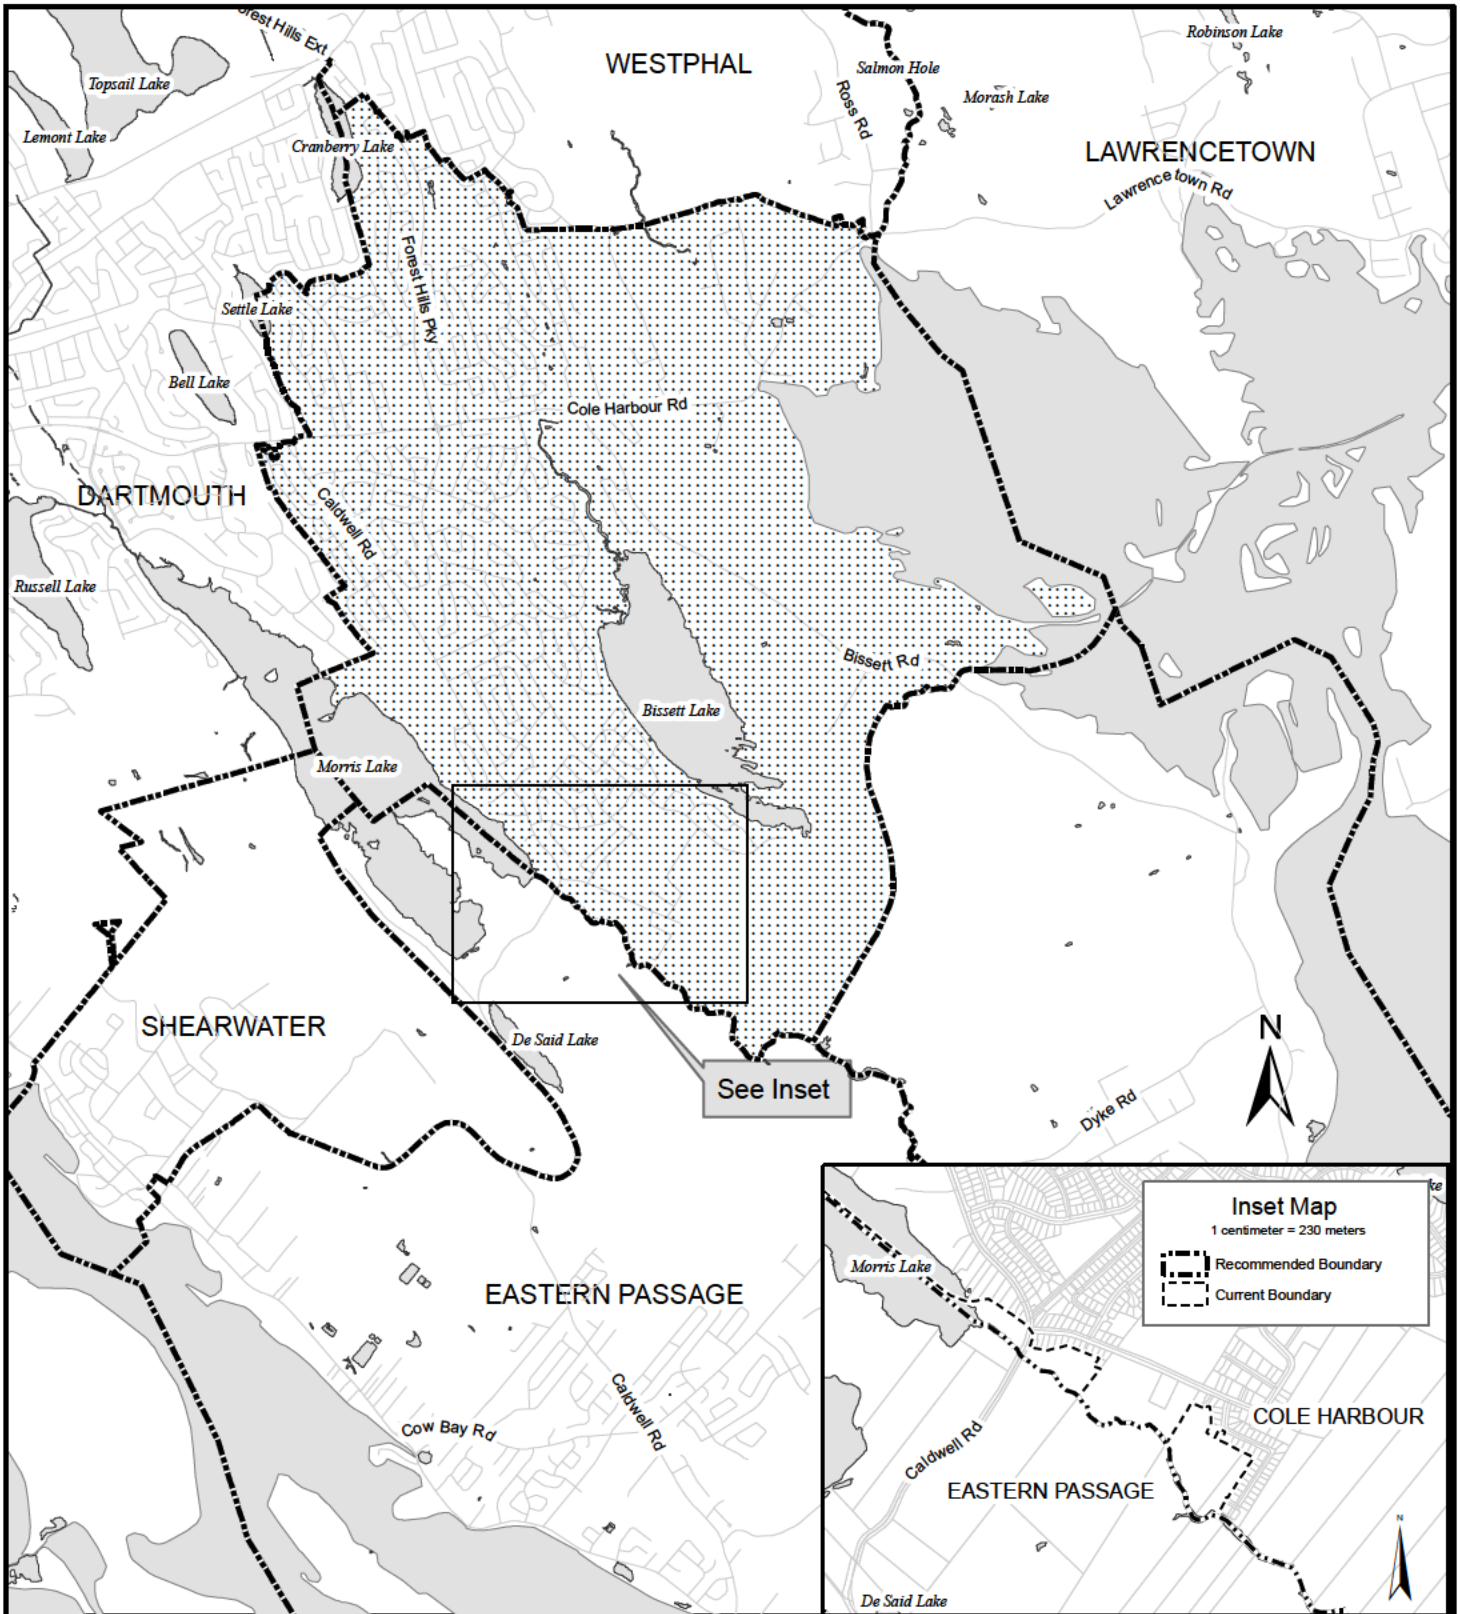 Forest Hills Ext
WESTPHAL
Robinson Lake
Salmon Hole
Topsail Lake
Morash Lake
Ross Rd
Lemont Lake
Cranberry Lake
LAWRENCETOWN
Lawrencetown Rd
Forest Hills Pky
Settle Lake
Bell Lake
Cole Harbour Rd
DARTMOUTH
Caldwell Rd
Russell Lake
Bissett Rd
Bissett Lake
Morris Lake
SHEARWATER
De Said Lake
N
See Inset
Dyke Rd
EASTERN PASSAGE
Caldwell Rd
Cow Bay Rd
ke
Inset Map
1 centimeter = 230 meters
Recommended Boundary
Current Boundary
Morris Lake
COLE HARBOUR
Caldwell Rd
EASTERN PASSAGE
N
De Said Lake